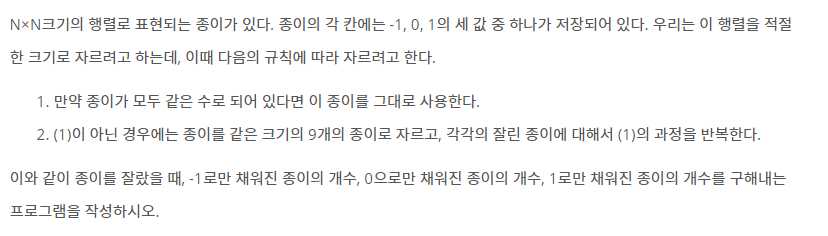 N×N크기의 행렬로 표현되는 종이가 있다. 종이의 각 칸에는 -1, 0, 1의 세 값 중 하나가 저장되어 있다. 우리는 이 행렬을 적절
한 크기로 자르려고 하는데, 이때 다음의 규칙에 따라 자르려고 한다.
1. 만약 종이가 모두 같은 수로 되어 있다면 이 종이를 그대로 사용한다.
2. (1)이 아닌 경우에는 종이를 같은 크기의 9개의 종이로 자르고, 각각의 잘린 종이에 대해서 (1)의 과정을 반복한다.
이와 같이 종이를 잘랐을 때, -1로만 채워진 종이의 개수, 0으로만 채워진 종이의 개수, 1로만 채워진 종이의 개수를 구해내는
프로그램을 작성하시오.